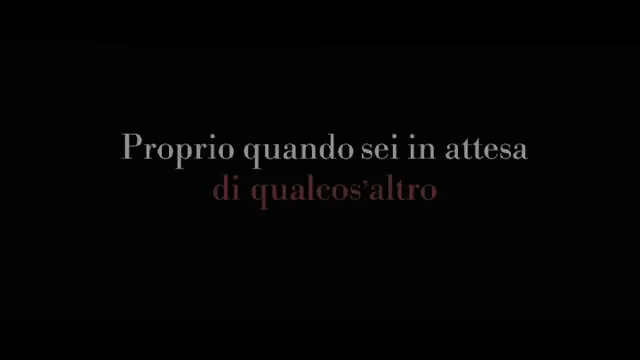 Proprio quando sei in attesa
di qualcos'altro